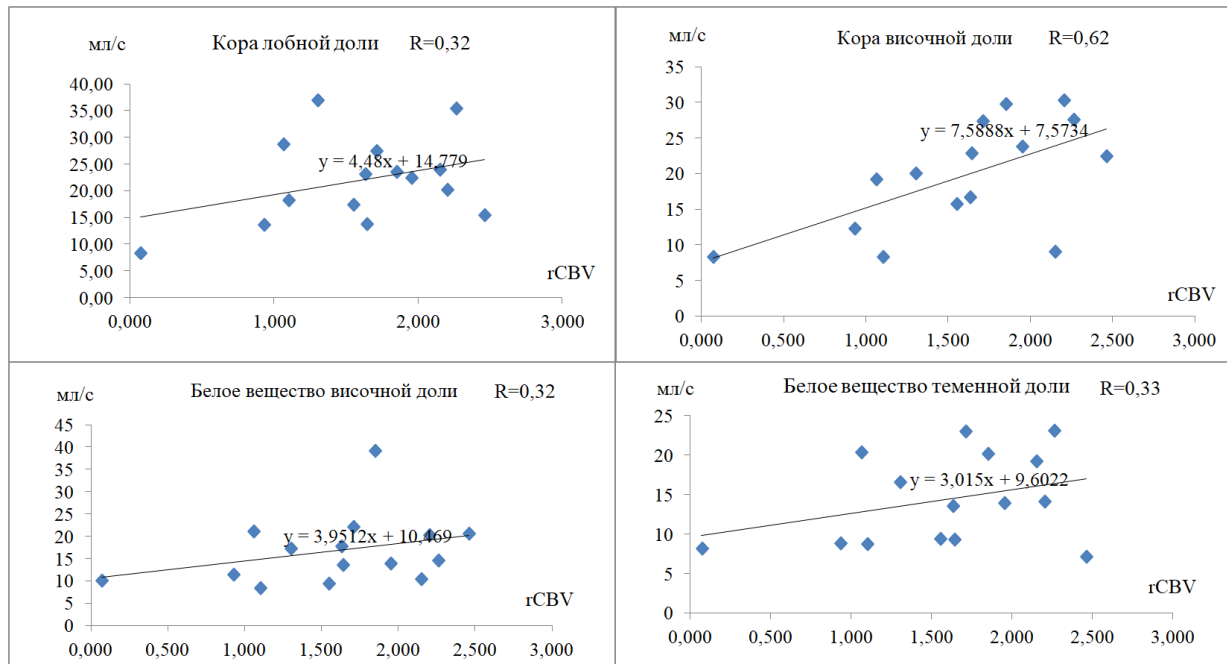 мл/с
Кора лобной доли R=0,32
40,00
35,00
30,00
25,00
20,00
15,00
10,00
5,00
0,00
y = 4,48x + 14,779
rCBV
0,000 1,000 2,000 3,000
мл/с
Кора височной доли R=0,62
35
30
25
20
15
10
5
0
y = 7,5888x + 7,5734
rCBV
0,000 0,500 1,000 1,500 2,000 2,500 3,000
Белое вещество височной доли R=0,32
мл/с
45
40
35
30
25
20
15
10
5
0
y = 3,9512x + 10,469
rCBV
0,000 0,500 1,000 1,500 2,000 2,500 3,000
Белое вещество теменной доли R=0,33
мл/с
25
20
15
10
5
0
y = 3,015x + 9,6022
rCBV
0,000 0,500 1,000 1,500 2,000 2,500 3,000